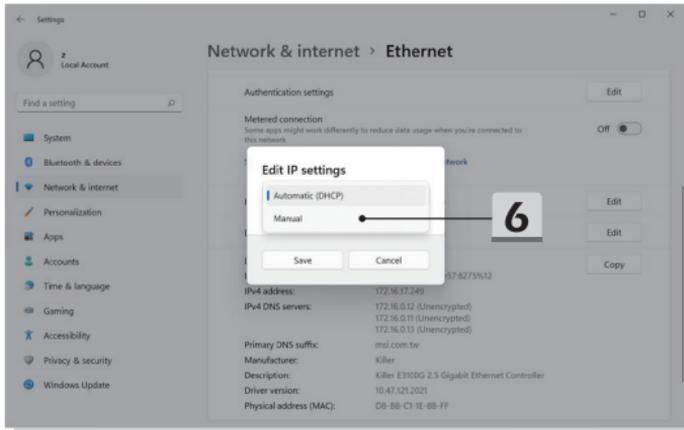 Settings
z
Local Account
Find a setting
System
Bluetooth & devices
Network & internet
Personalization
Apps
Accounts
Time & language
Gaming
Accessibility
Privacy & security
Windows Update
Network & internet > Ethernet
Authentication settings
Edit
Metered connection
Some apps might work differently to reduce data usage when you're connected to
this network
Off
twork
Edit IP settings
Automatic (DHCP)
Manual
6
Save
Cancel
Edit
Edit
Copy
57:8275%12
IPv4 address:
172.16.17.249
IPv4 DNS servers:
172.16.0.12 (Unencrypted)
172.16.0.11 (Unencrypted)
172.16.0.13 (Unencrypted)
Primary DNS suffix:
msi.com.tw
Manufacturer:
Killer
Description:
Killer E3100G 2.5 Gigabit Ethernet Controller
Driver version:
10.47.121.2021
Physical address (MAC):
D8-BB-C1-1E-8B-FF